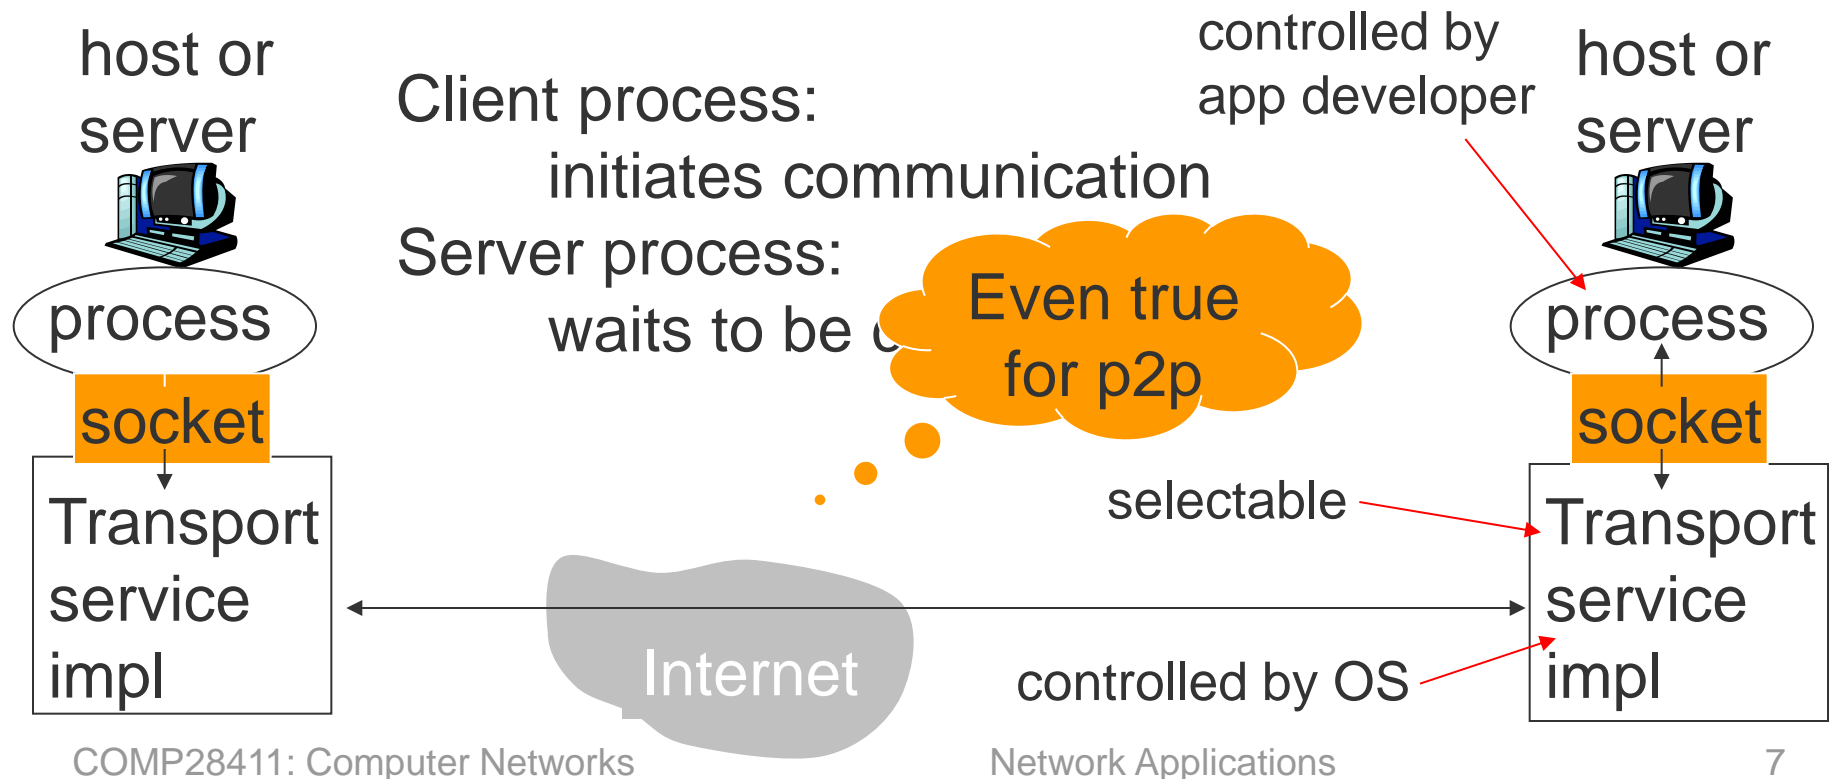 host or
server
process
socket
Transport
service
impl
Client process:
initiates communication
Server process:
waits to be
Even true
for p2p
Internet
controlled by
app developer
selectable
controlled by OS
host or
server
process
socket
Transport
service
impl
COMP28411: Computer Networks
Network Applications
7